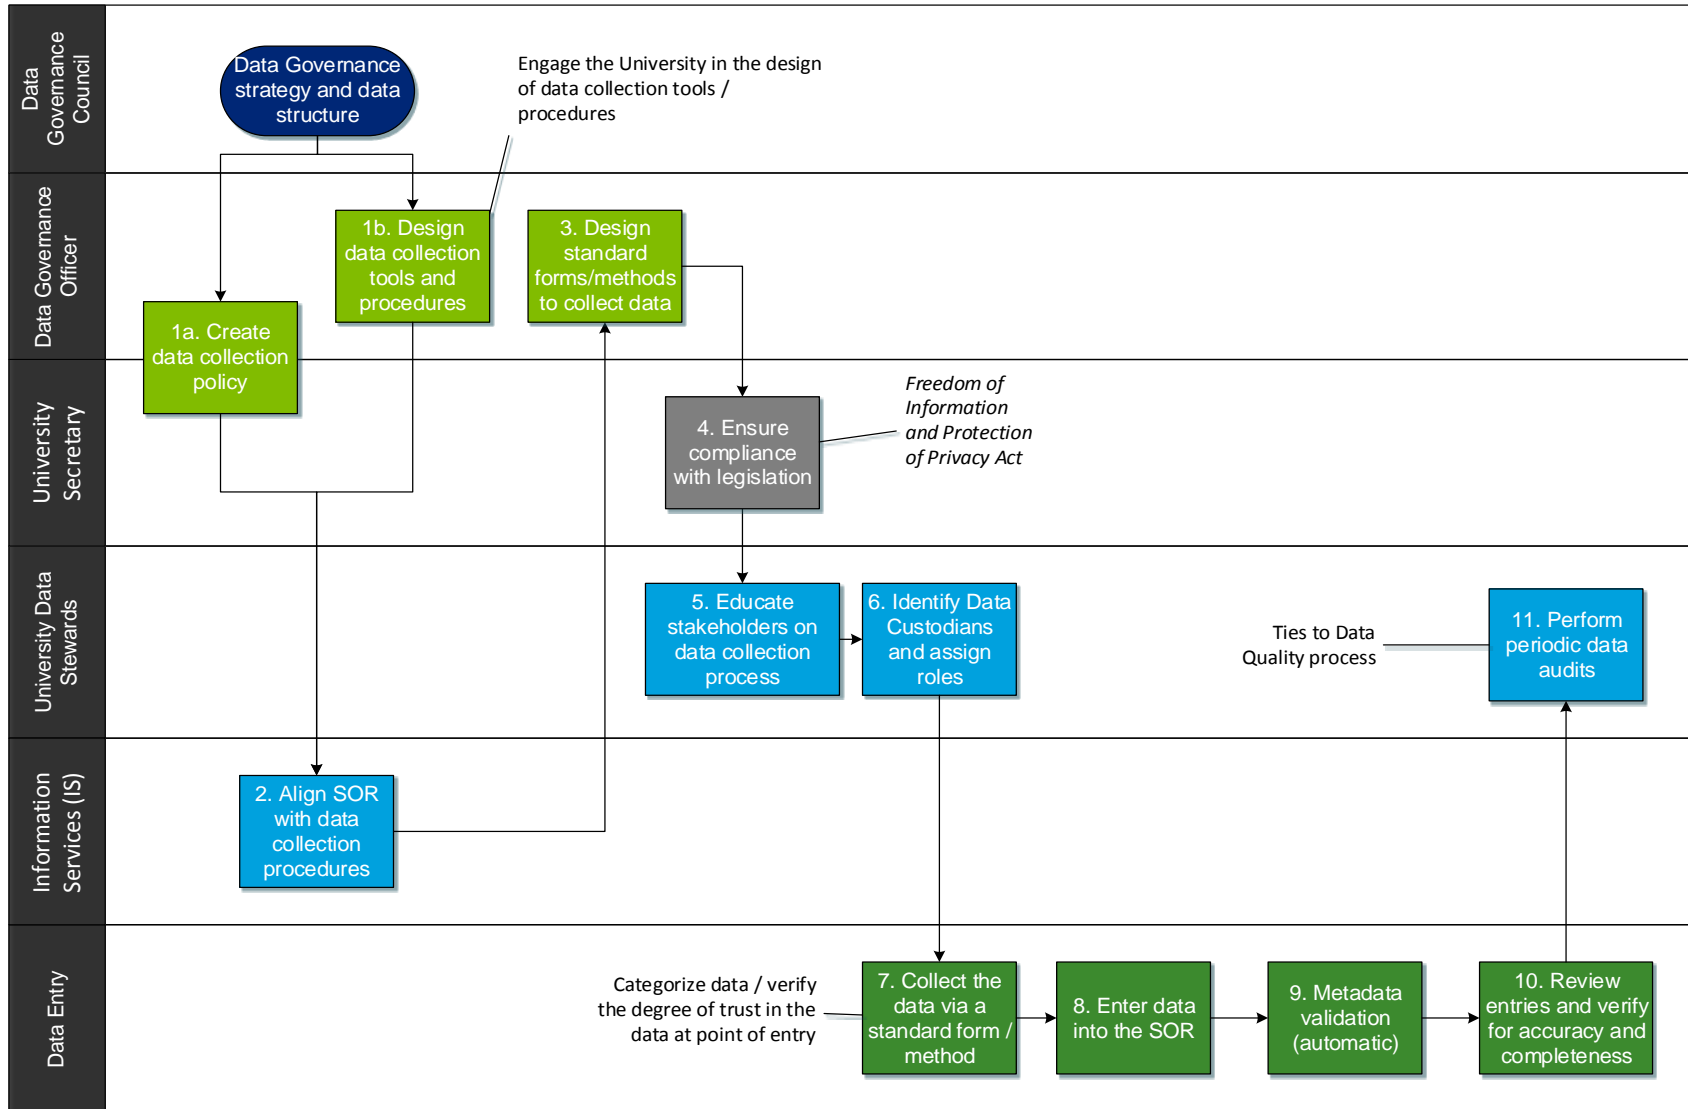 Data
Governance
Council
Data Governance
strategy and data
structure
Engage the University in the design
of data collection tools /
procedures
Data Governance
Officer
1b. Design
data collection
tools and
procedures
3. Design
standard
forms/methods
to collect data
1a. Create
data collection
policy
University
Secretary
4. Ensure
compliance
with legislation
Freedom of
Information
and Protection
of Privacy Act
University Data
Stewards
5. Educate
stakeholders on
data collection
process
6. Identify Data
Custodians
and assign
roles
Ties to Data
Quality process
11. Perform
periodic data
audits
Information
Services (IS)
2. Align SOR
with data
collection
procedures
Data Entry
Categorize data / verify
the degree of trust in the
data at point of entry
7. Collect the
data via a
standard form /
method
8. Enter data
into the SOR
9. Metadata
validation
(automatic)
10. Review
entries and verify
for accuracy and
completeness